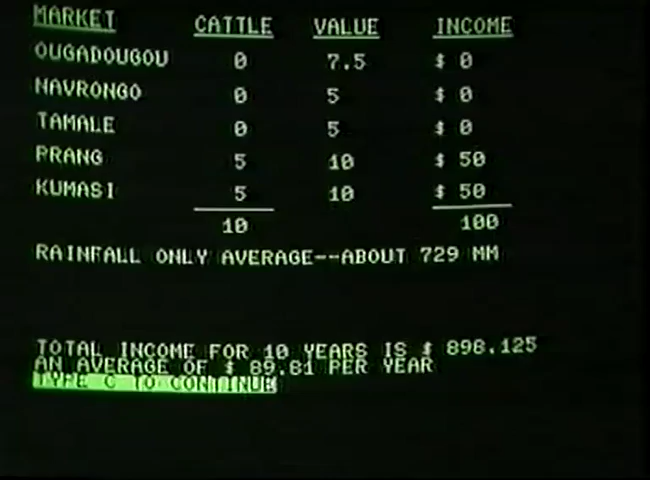 MARKET CATTLE VALUE INCOME
OUGADOUGOU 0 7.5 $ 0
NAVRONGO 0 5 $ 0
TAMALE 0 5 $ 0
PRANG 5 10 $ 50
KUMASI 5 10 $ 50
10 100
RAINFALL ONLY AVERAGE--ABOUT 729 MM
TOTAL INCOME FOR 10 YEARS IS $ 898.125
AN AVERAGE OF $ 89.81 PER YEAR
TYPE C TO CONTINUE